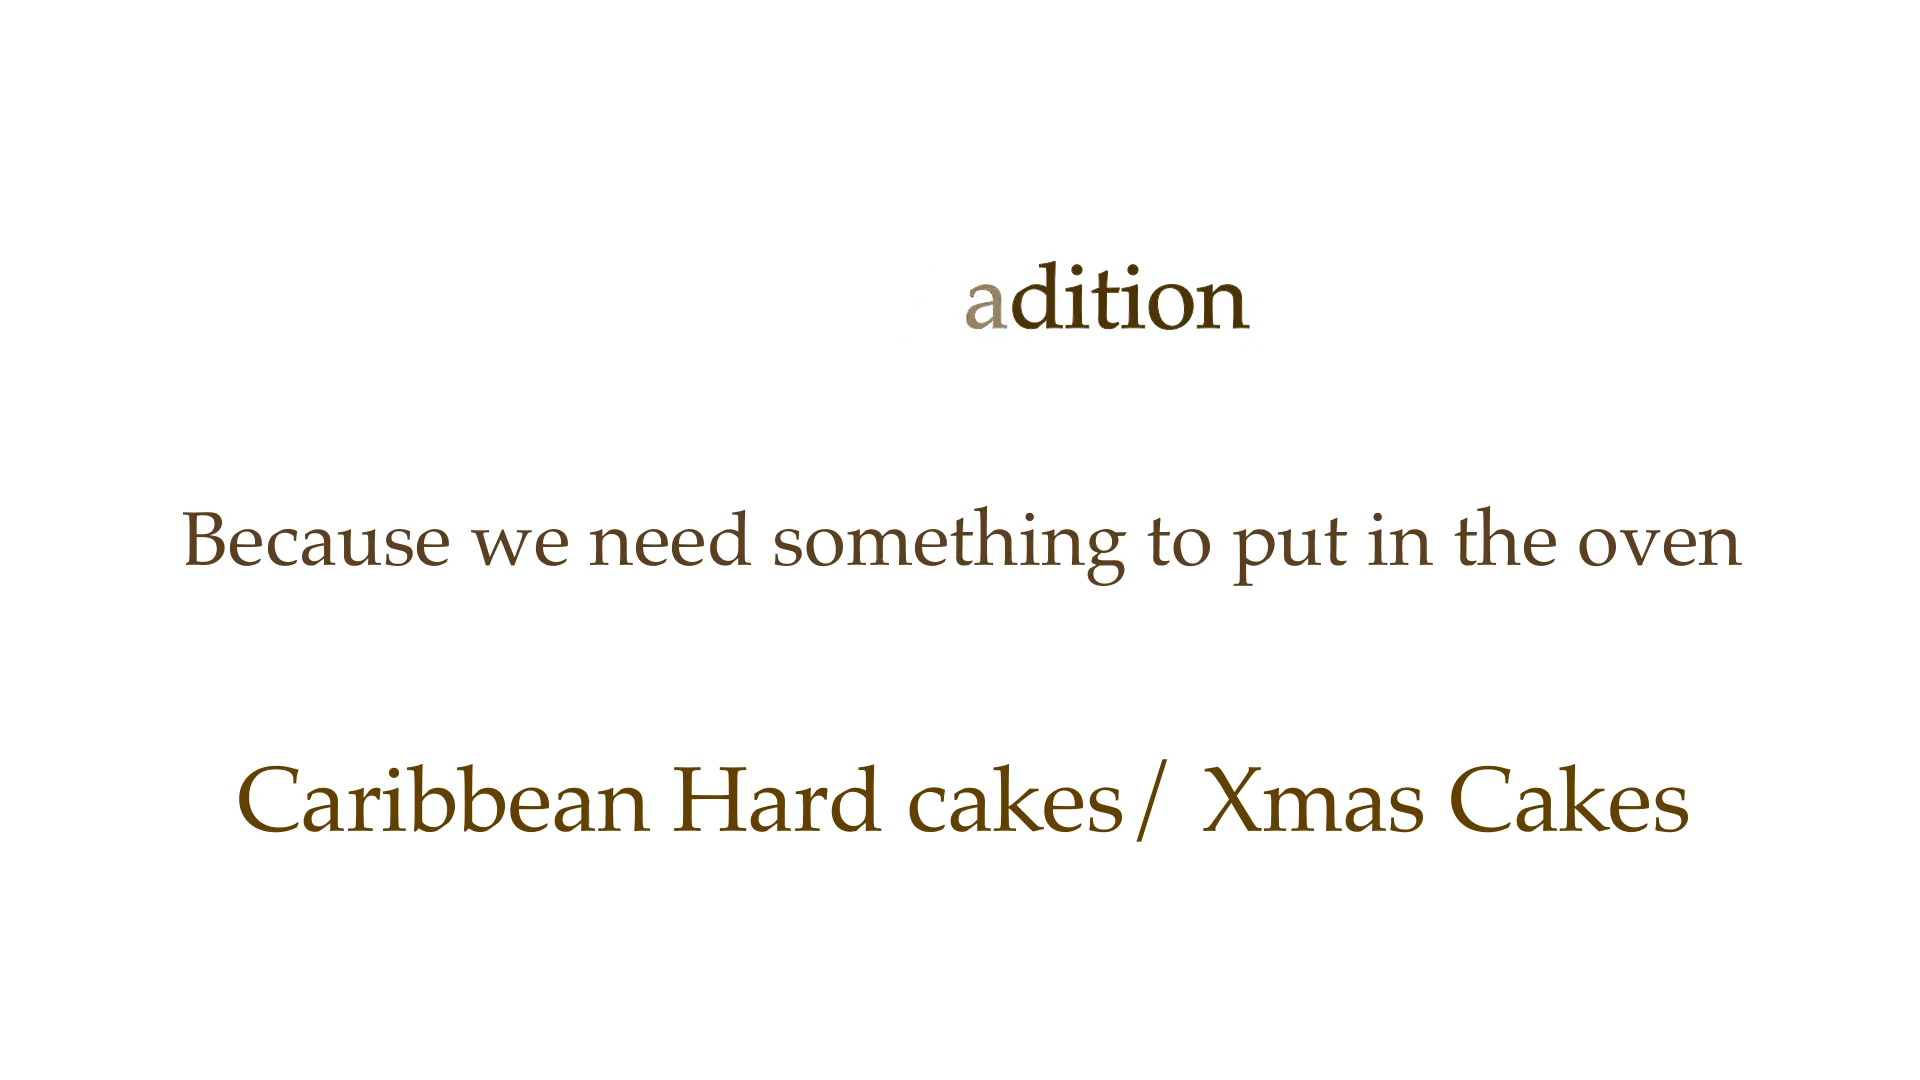 adition
Because we need something to put in the oven
Caribbean Hard cakes/ Xmas Cakes